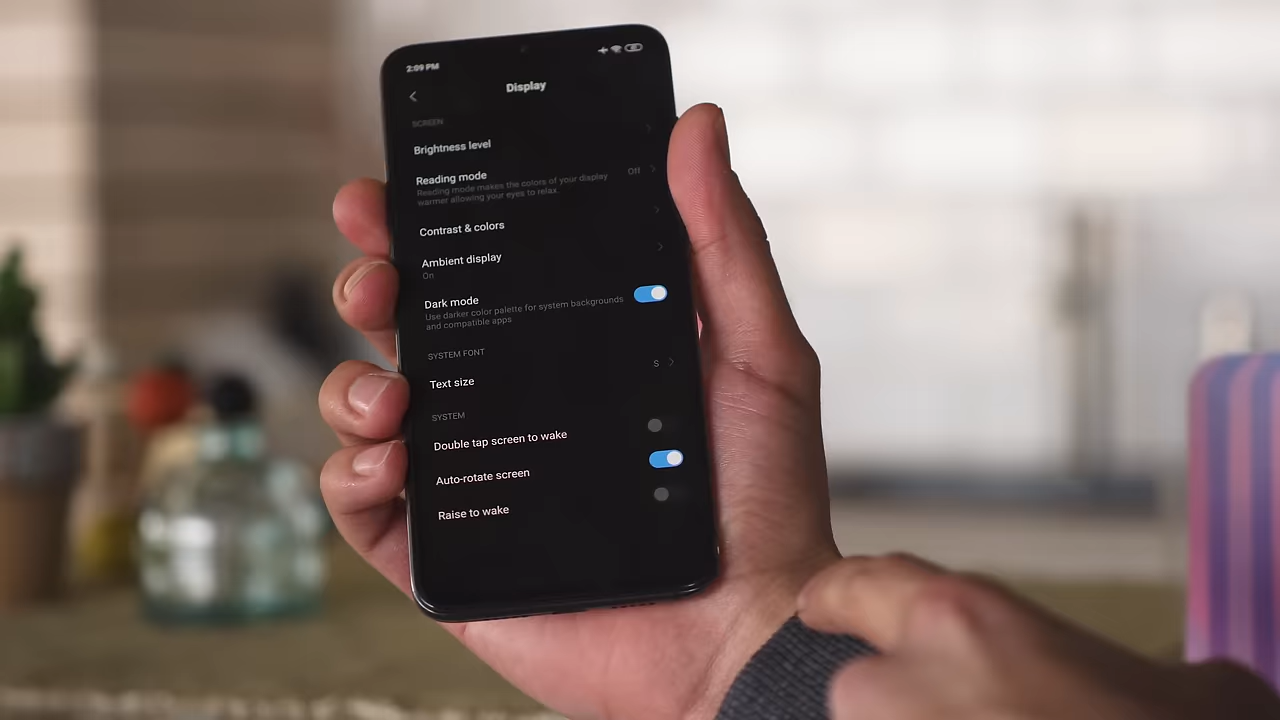 2:09 PM
Display
SCREEN
Brightness level
Reading mode
Off
Reading mode makes the colors of your display
warmer allowing your eyes to relax.
Contrast & colors
Ambient display
On
Dark mode
Use darker color palette for system backgrounds
and compatible apps
SYSTEM FONT
Text size
S
SYSTEM
Double tap screen to wake
Auto-rotate screen
Raise to wake